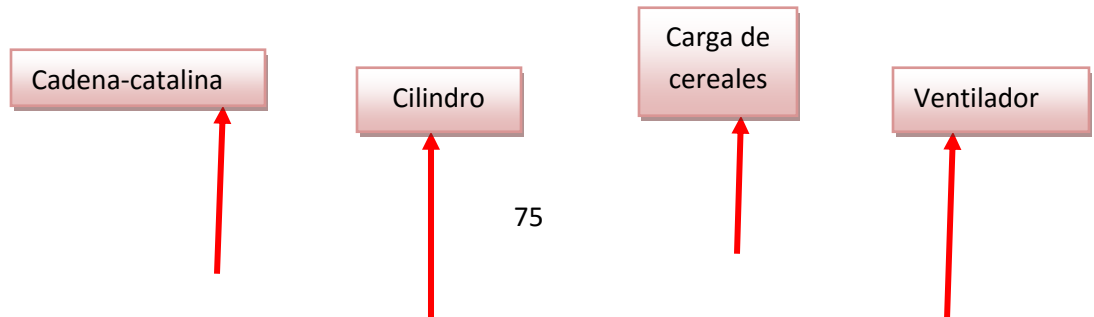 Cadena-catalina
Cilindro
Carga de
cereales
Ventilador
75